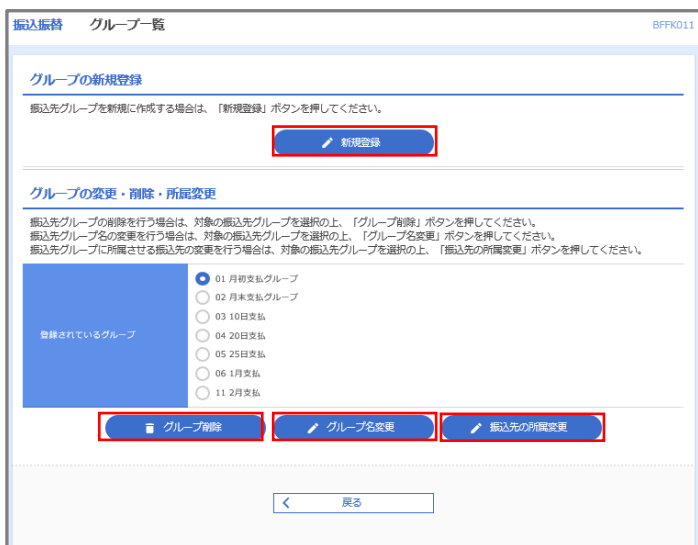 振込振替 グループ一覧 BFFK011
グループの新規登録
振込先グループを新規に作成する場合は、「新規登録」ボタンを押してください。
新規登録
グループの変更・削除・所属変更
振込先グループの削除を行う場合は、対象の振込先グループを選択の上、「グループ削除」ボタンを押してください。
振込先グループ名の変更を行う場合は、対象の振込先グループを選択の上、「グループ名変更」ボタンを押してください。
振込先グループに所属させる振込先の変更を行う場合は、対象の振込先グループを選択の上、「振込先の所属変更」ボタンを押してください。
登録されているグループ
01 月初支払グループ
02 月末支払グループ
03 10日支払
04 20日支払
05 25日支払
06 1月支払
11 2月支払
グループ削除 グループ名変更 振込先の所属変更
戻る